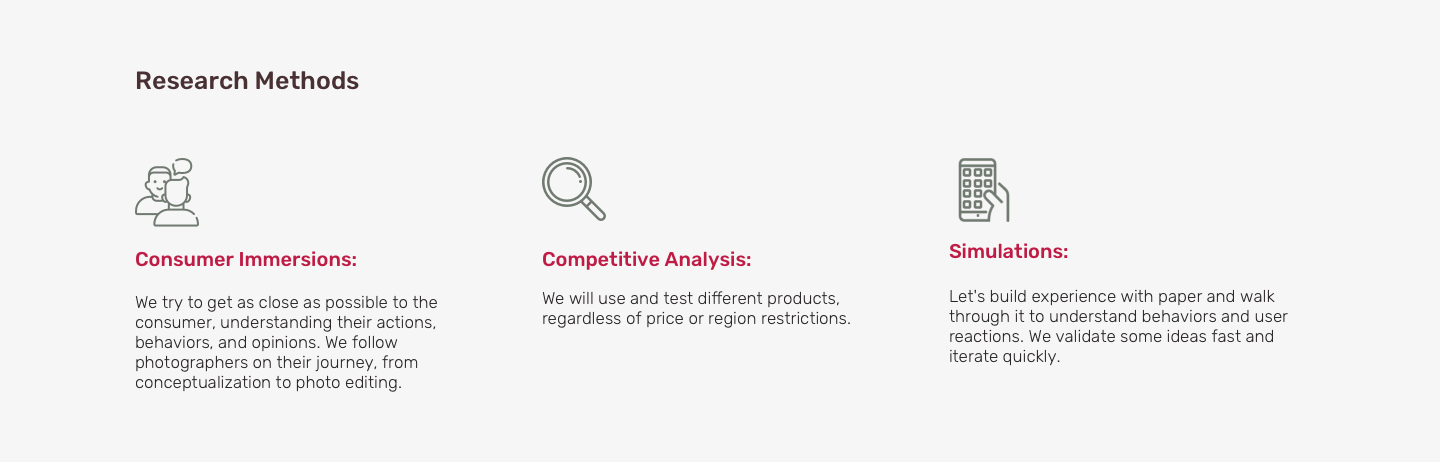 Research Methods
Consumer Immersions:
We try to get as close as possible to the
consumer, understanding their actions,
behaviors, and opinions. We follow
photographers on their journey, from
conceptualization to photo editing.
Competitive Analysis:
We will use and test different products,
regardless of price or region restrictions.
Simulations:
Let's build experience with paper and walk
through it to understand behaviors and user
reactions. We validate some ideas fast and
iterate quickly.